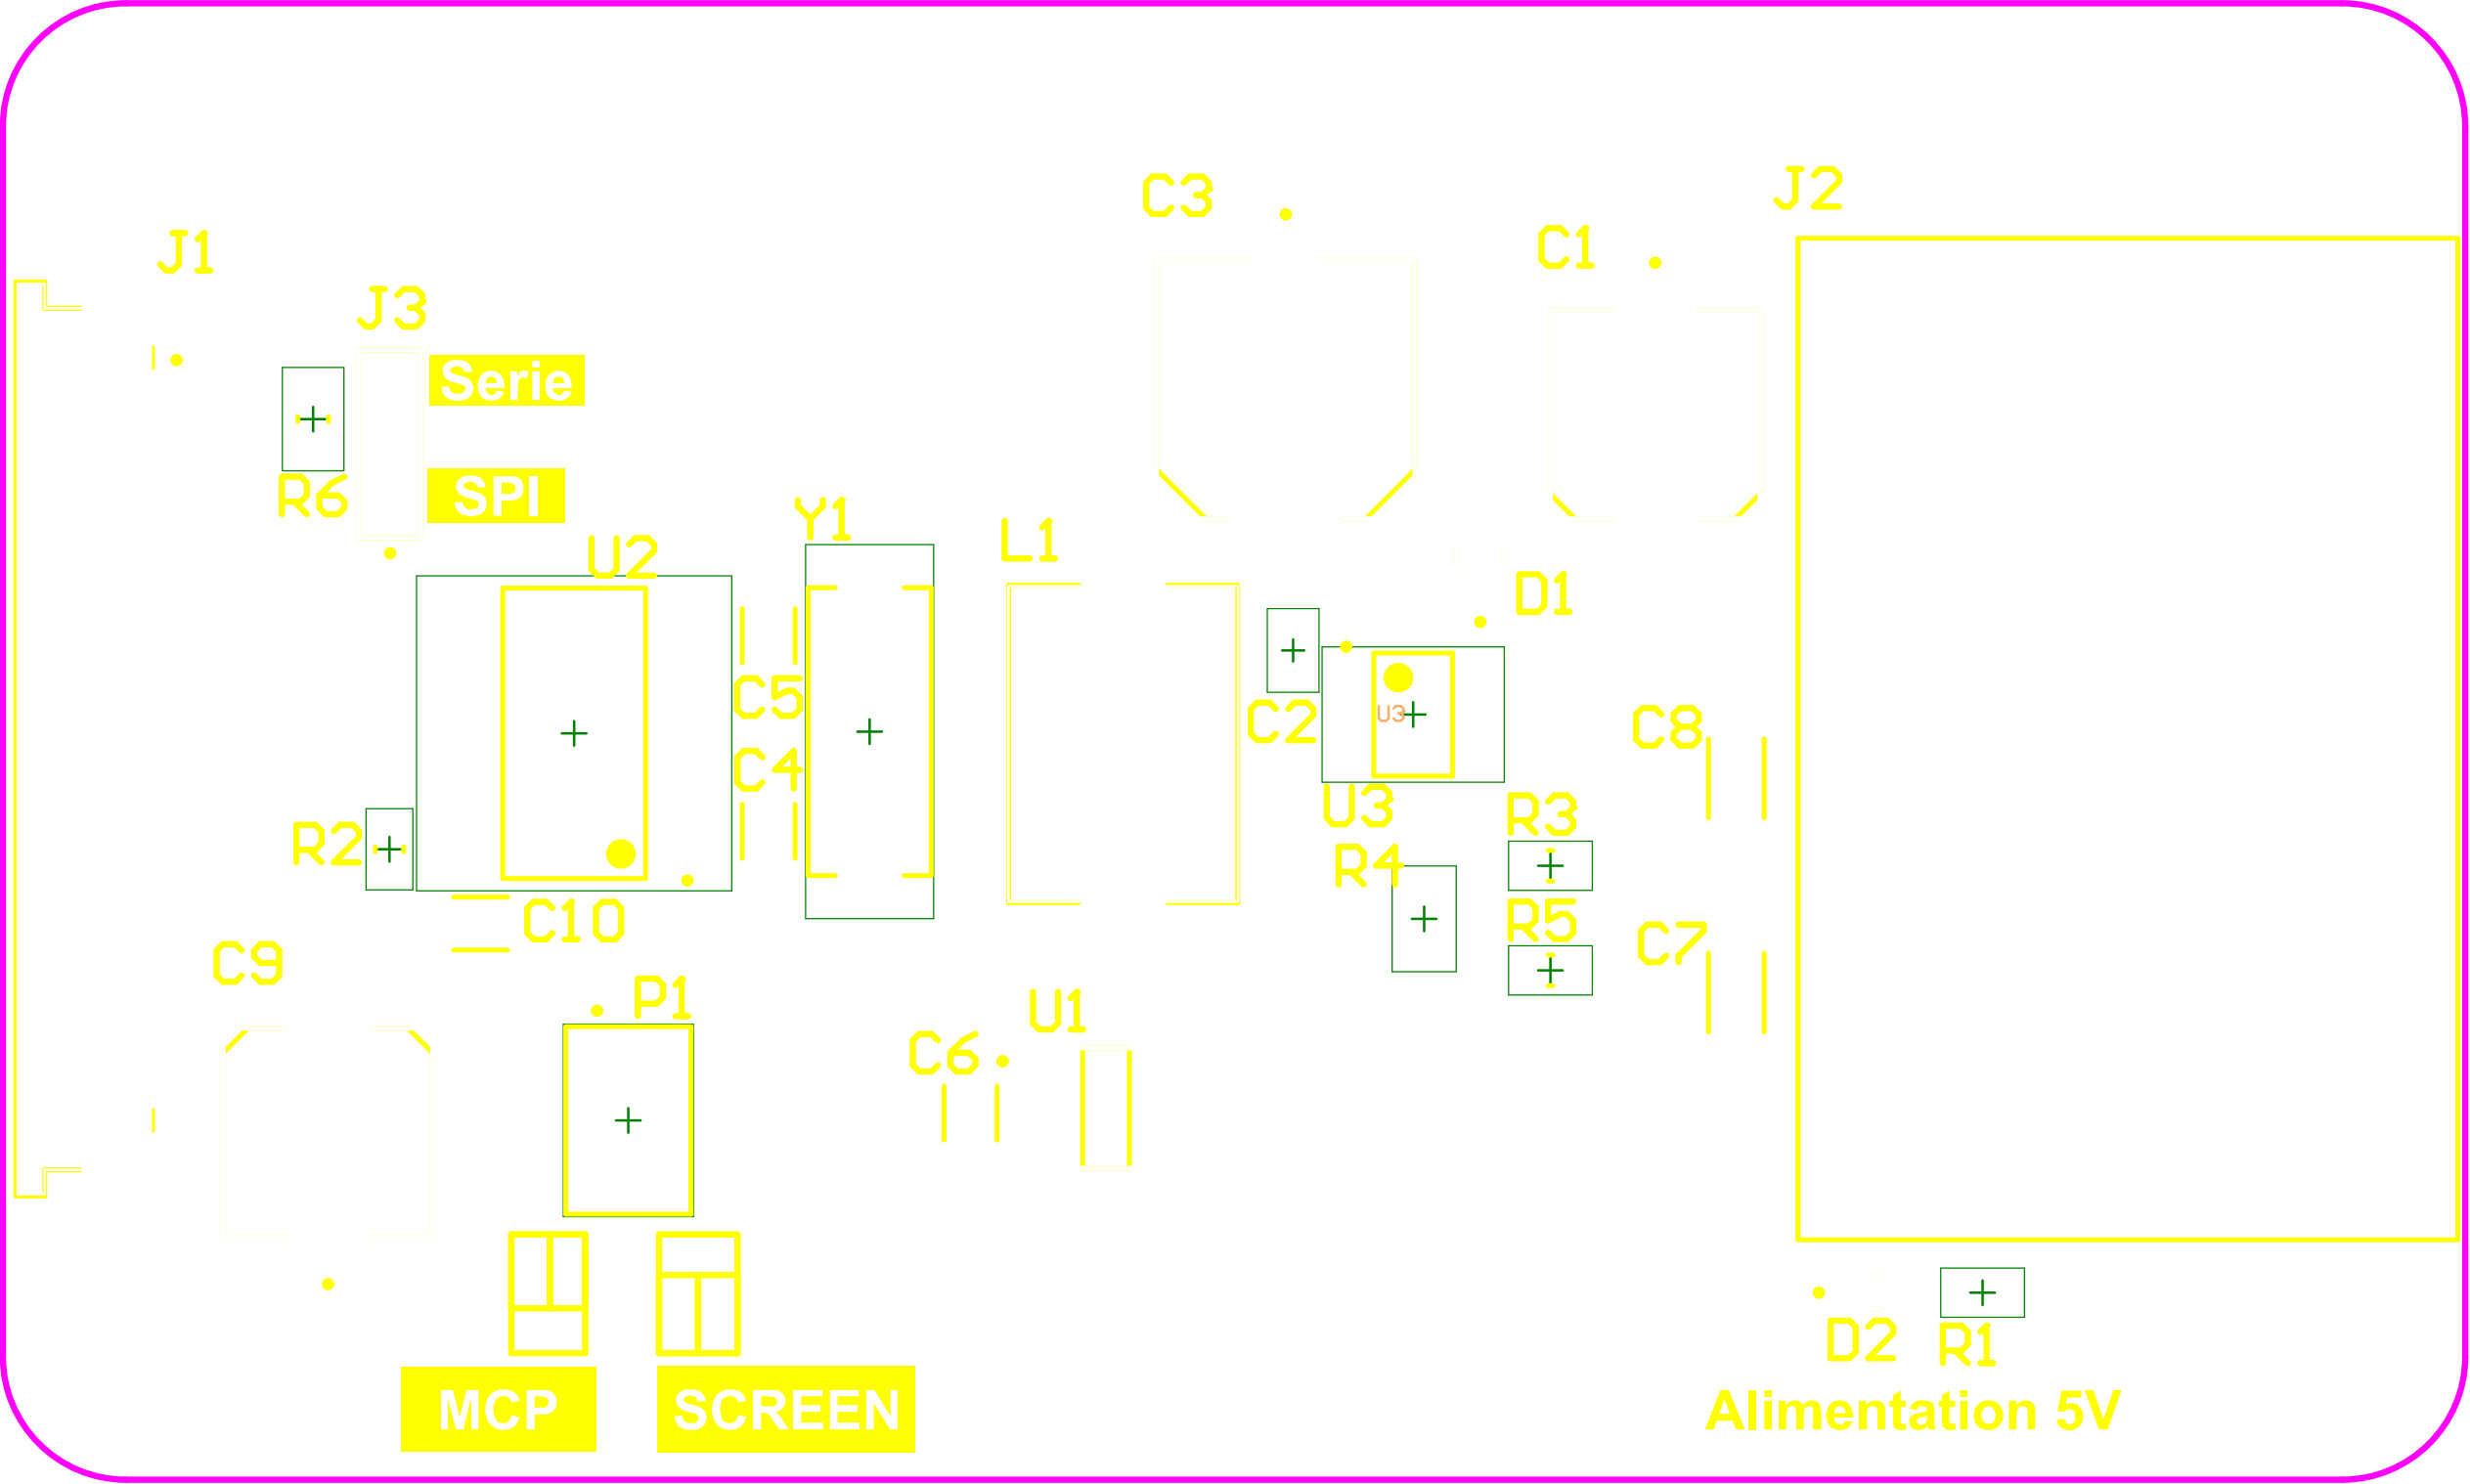 J2
C3
C1
J1
J3
Serie
R6
SPI
Y1
U2
L1
D1
C5
C2
U3
C8
C4
U3
R3
R2
R4
C10
R5
C9
C7
P1
U1
C6
D2
R1
MCP
SCREEN
Alimentation 5V